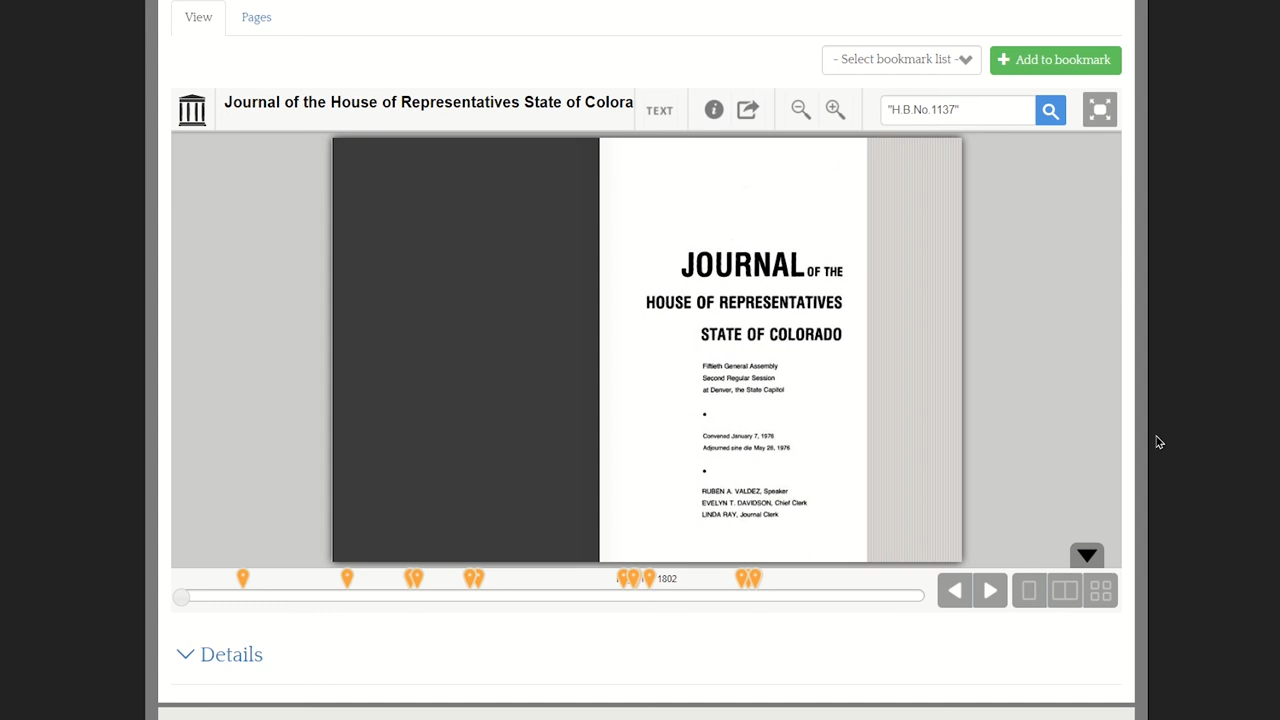 View
Pages
- Select bookmark list -
Add to bookmark
Journal of the House of Representatives State of Colora
TEXT
"H.B.No.1137"
JOURNAL OF THE
HOUSE OF REPRESENTATIVES
STATE OF COLORADO
Fiftieth General Assembly
Second Regular Session
at Denver, the State Capitol
Convened January 7, 1976
Adjourned sine die May 28, 1976
RUBEN A. VALDEZ, Speaker
EVELYN T. DAVIDSON, Chief Clerk
LINDA RAY, Journal Clerk
1802
Details